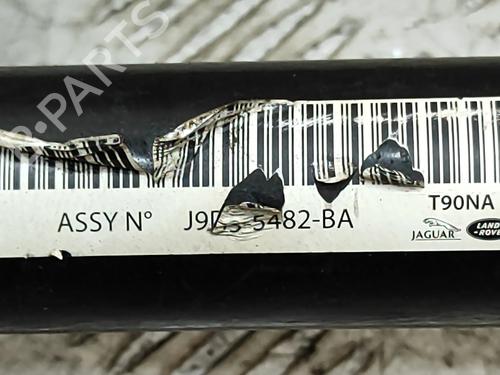 B-PARTS
ASSY N° J9D3-5482-BA
T90NA
JAGUAR
LAND ROVER